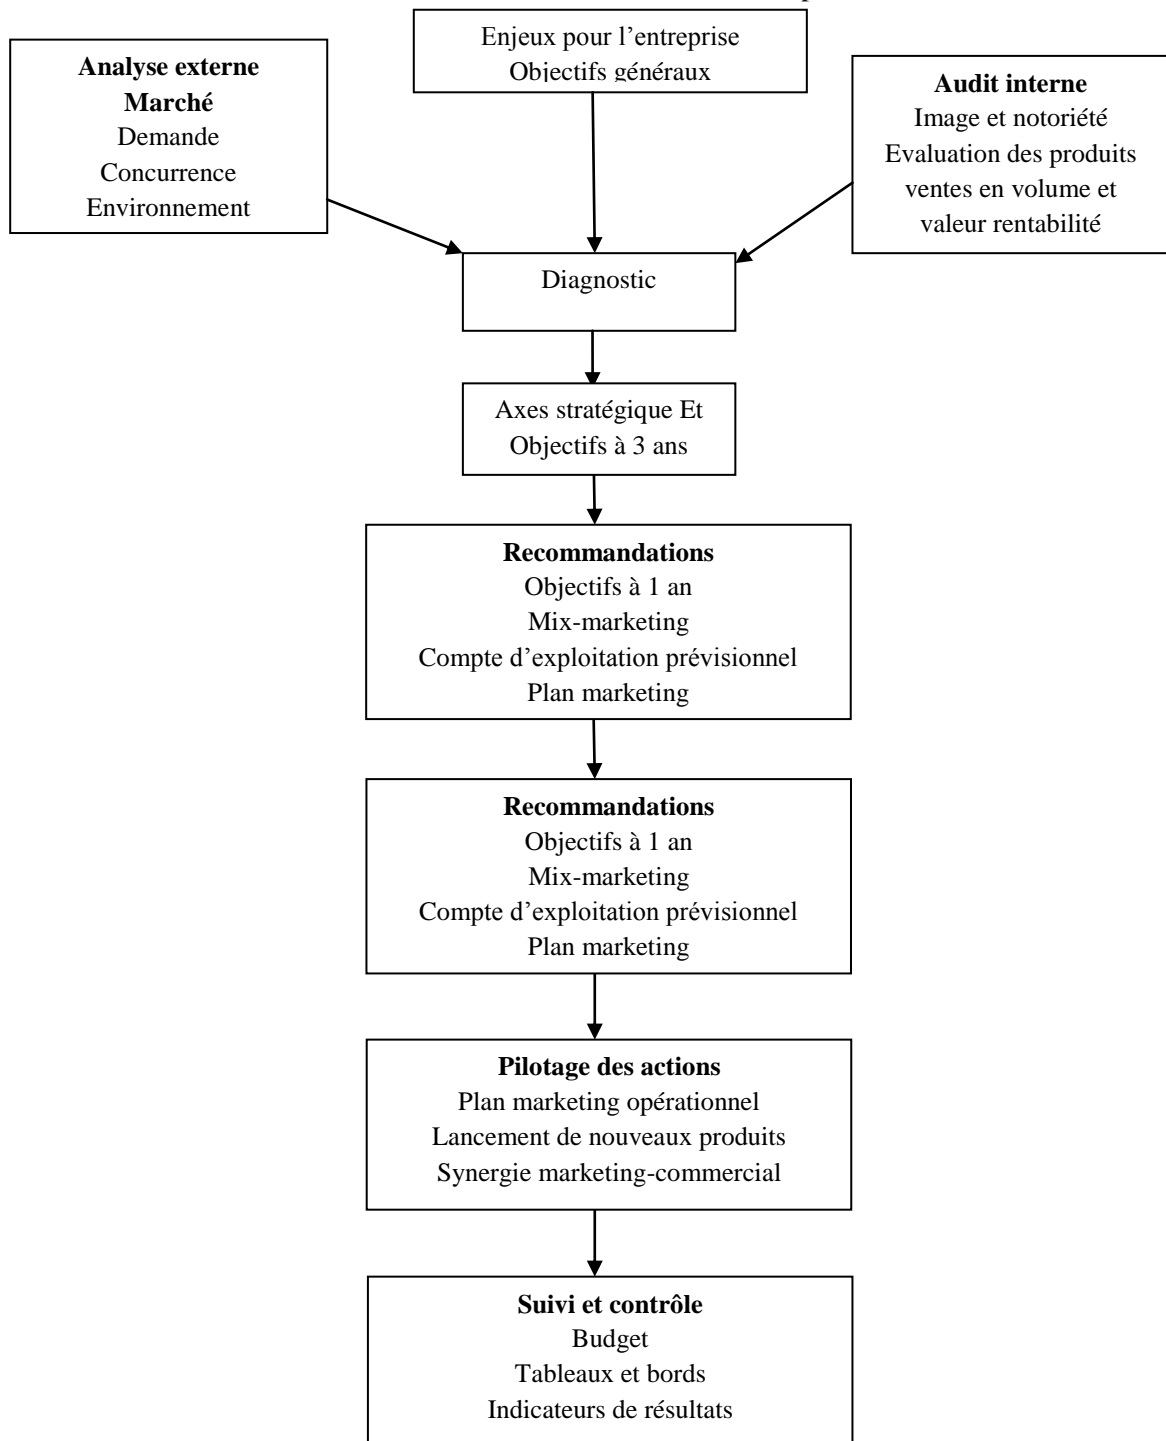 Enjeux pour l’entreprise
Objectifs généraux
Analyse externe
Marché
Demande
Concurrence
Environnement
Audit interne
Image et notoriété
Evaluation des produits
ventes en volume et
valeur rentabilité
Diagnostic
Axes stratégique Et
Objectifs à 3 ans
Recommandations
Objectifs à 1 an
Mix-marketing
Compte d’exploitation prévisionnel
Plan marketing
Recommandations
Objectifs à 1 an
Mix-marketing
Compte d’exploitation prévisionnel
Plan marketing
Pilotage des actions
Plan marketing opérationnel
Lancement de nouveaux produits
Synergie marketing-commercial
Suivi et contrôle
Budget
Tableaux et bords
Indicateurs de résultats